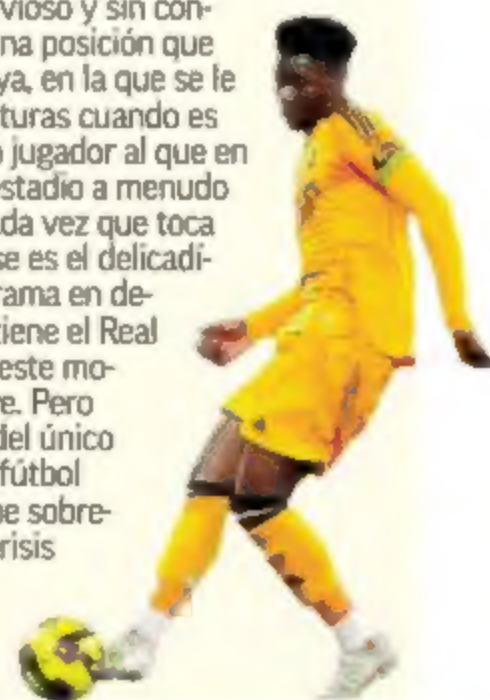 vioso y sin con-
na posición que
ya, en la que se le
turas cuando es
o jugador al que en
estadio a menudo
da vez que toca
se es el delicadí-
rama en de-
tiene el Real
este mo-
e. Pero
del único
fútbol
e sobre-
risis